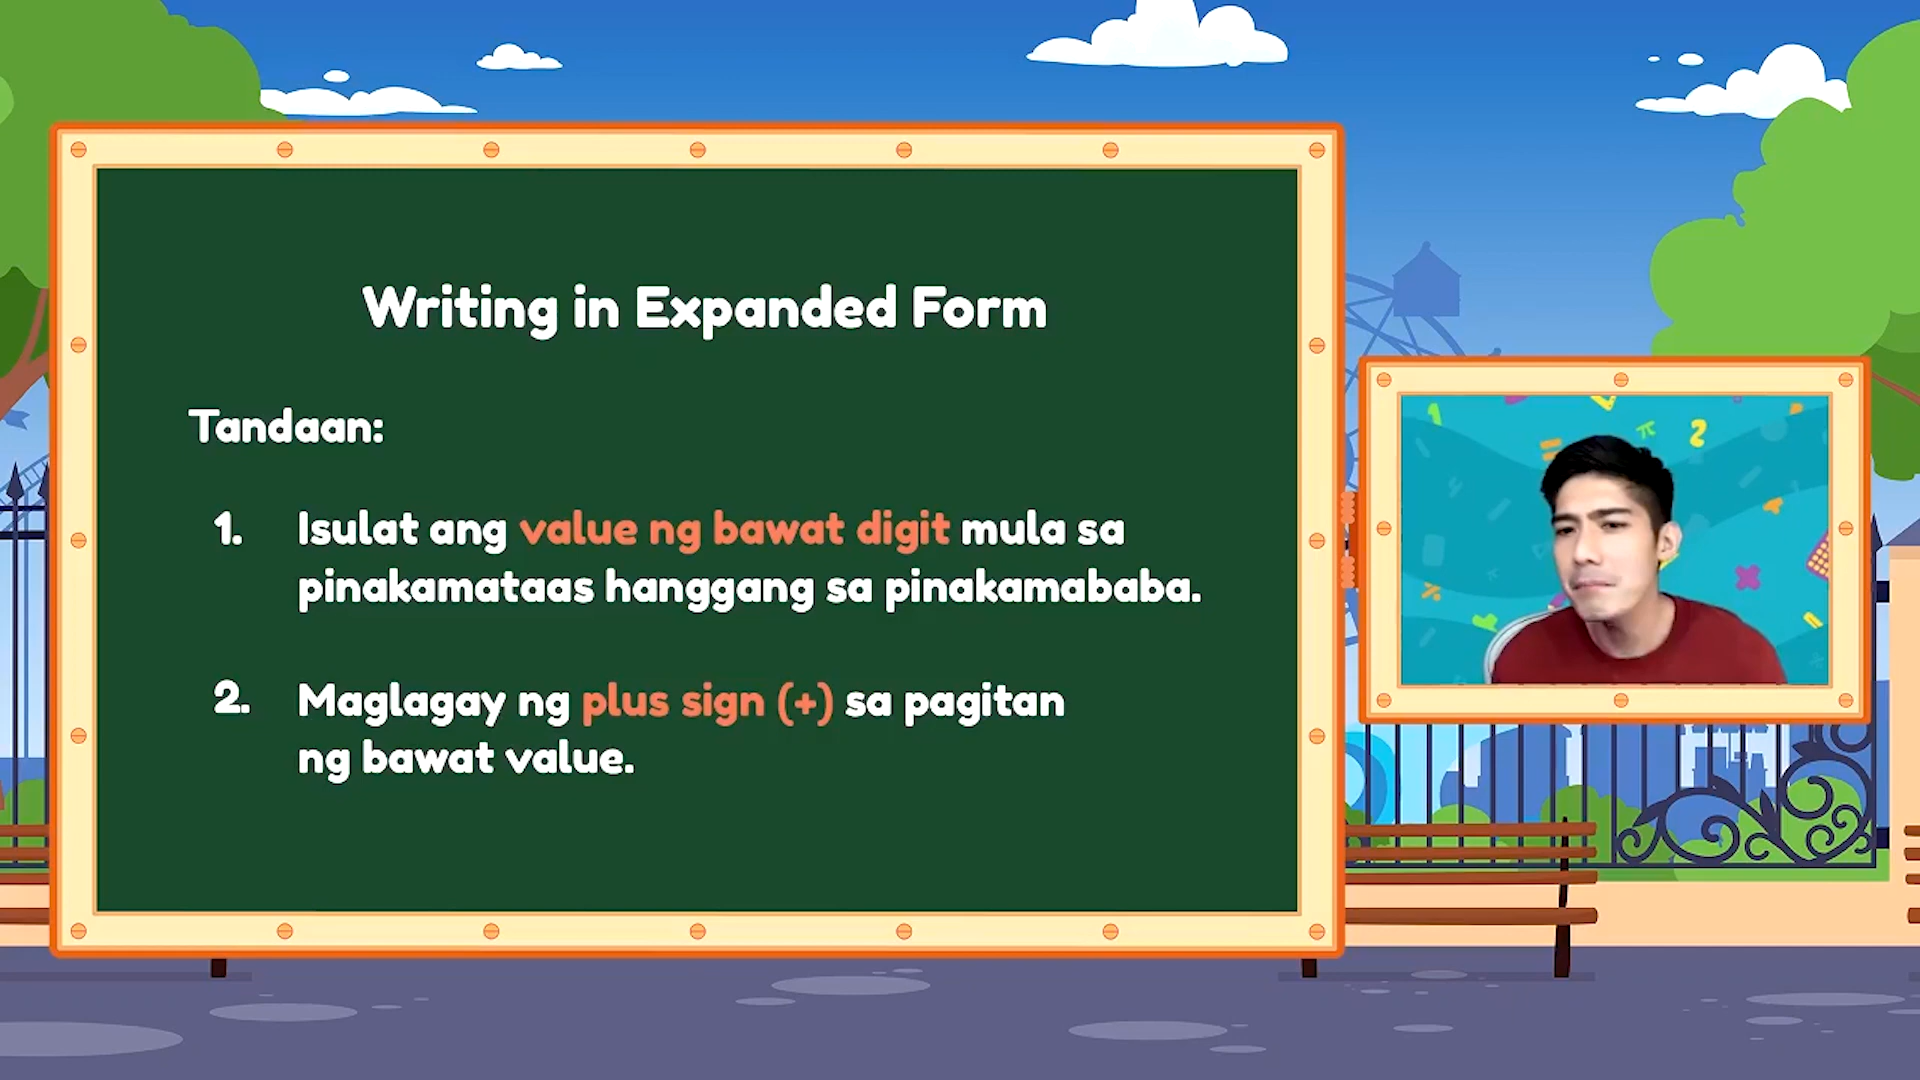 Writing in Expanded Form
Tandaan:
1. Isulat ang value ng bawat digit mula sa
pinakamataas hanggang sa pinakamababa.
2. Maglagay ng plus sign (+) sa pagitan
ng bawat value.